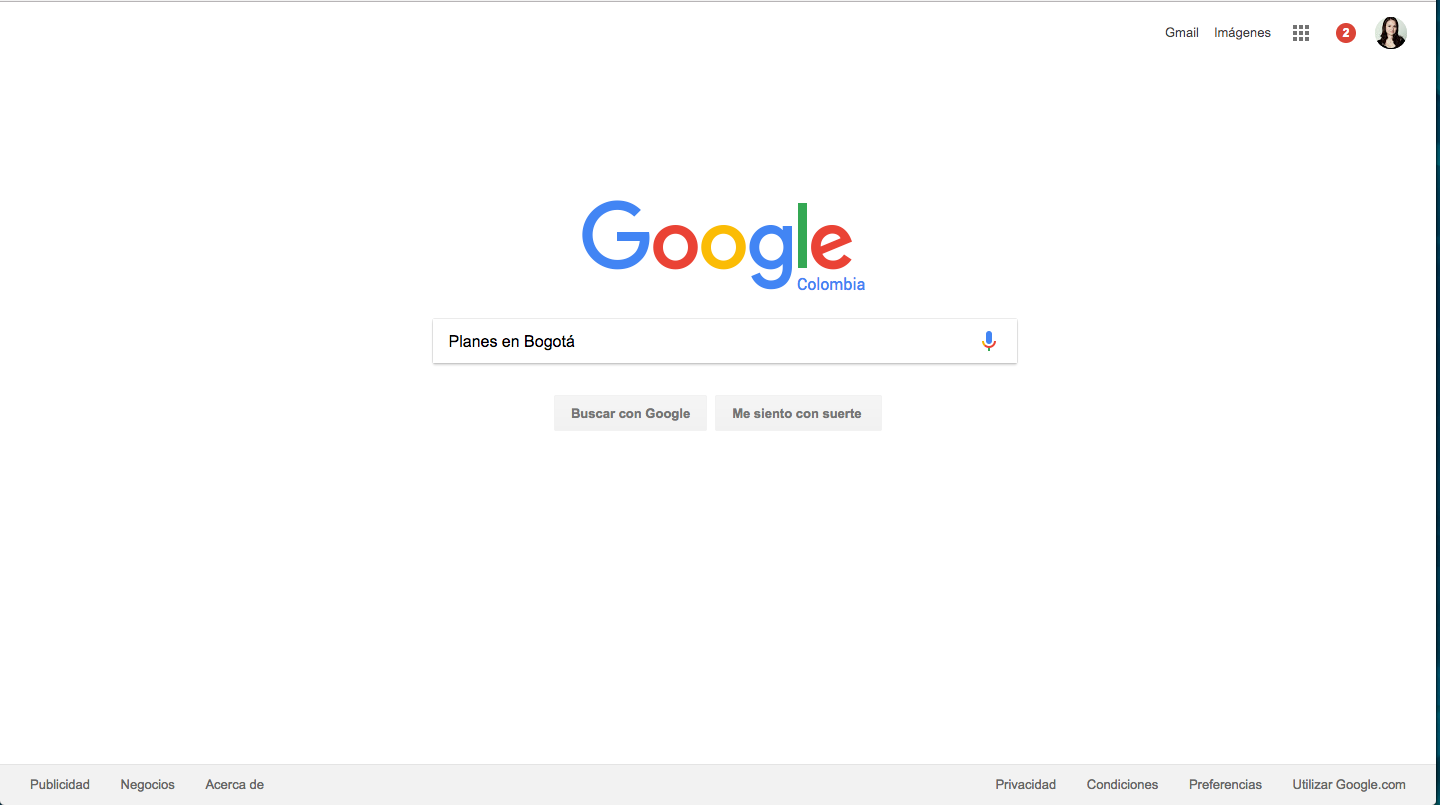 Gmail Imágenes 2
Google
Colombia
Planes en Bogotá
Buscar con Google Me siento con suerte
Publicidad Negocios Acerca de Privacidad Condiciones Preferencias Utilizar Google.com